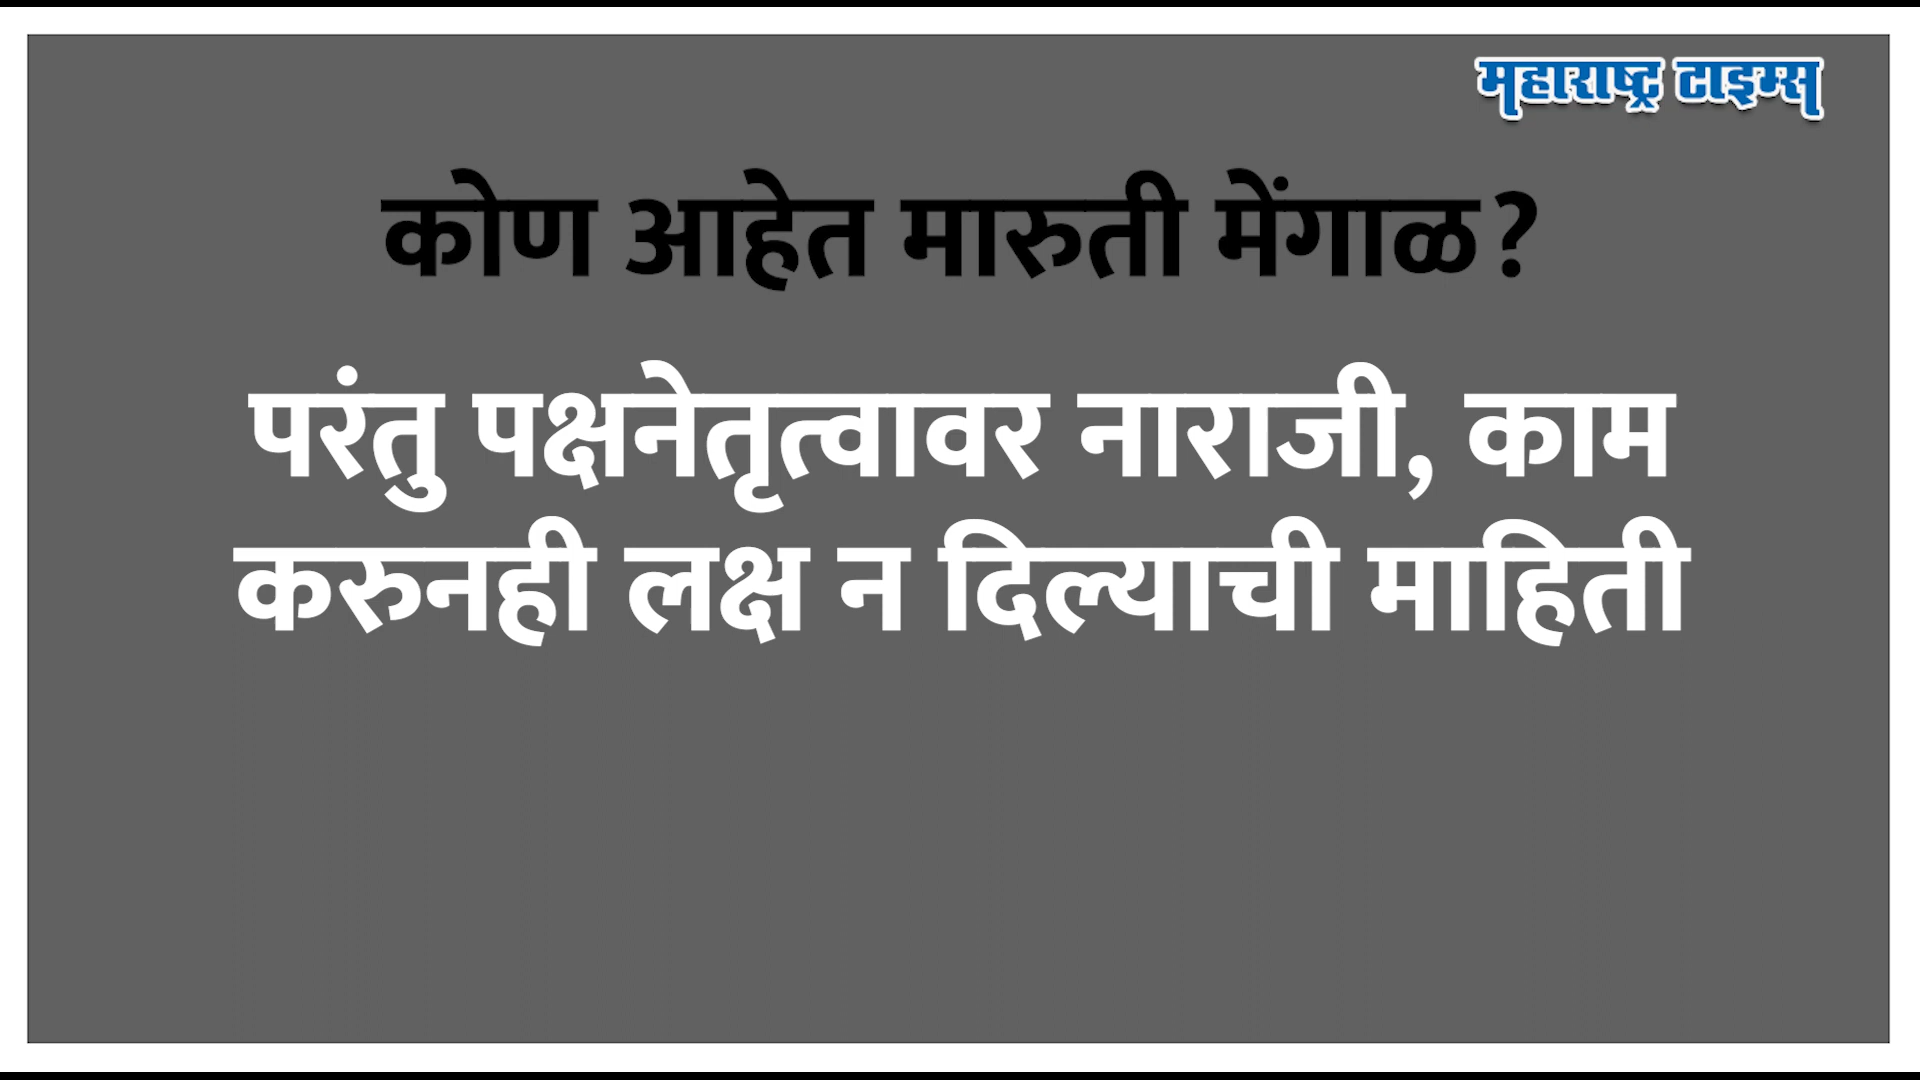 महाराष्ट्र टाइम्स
कोण आहेत मारुती मेंगाळ?
परंतु पक्षनेतृत्वावर नाराजी, काम
करुनही लक्ष न दिल्याची माहिती